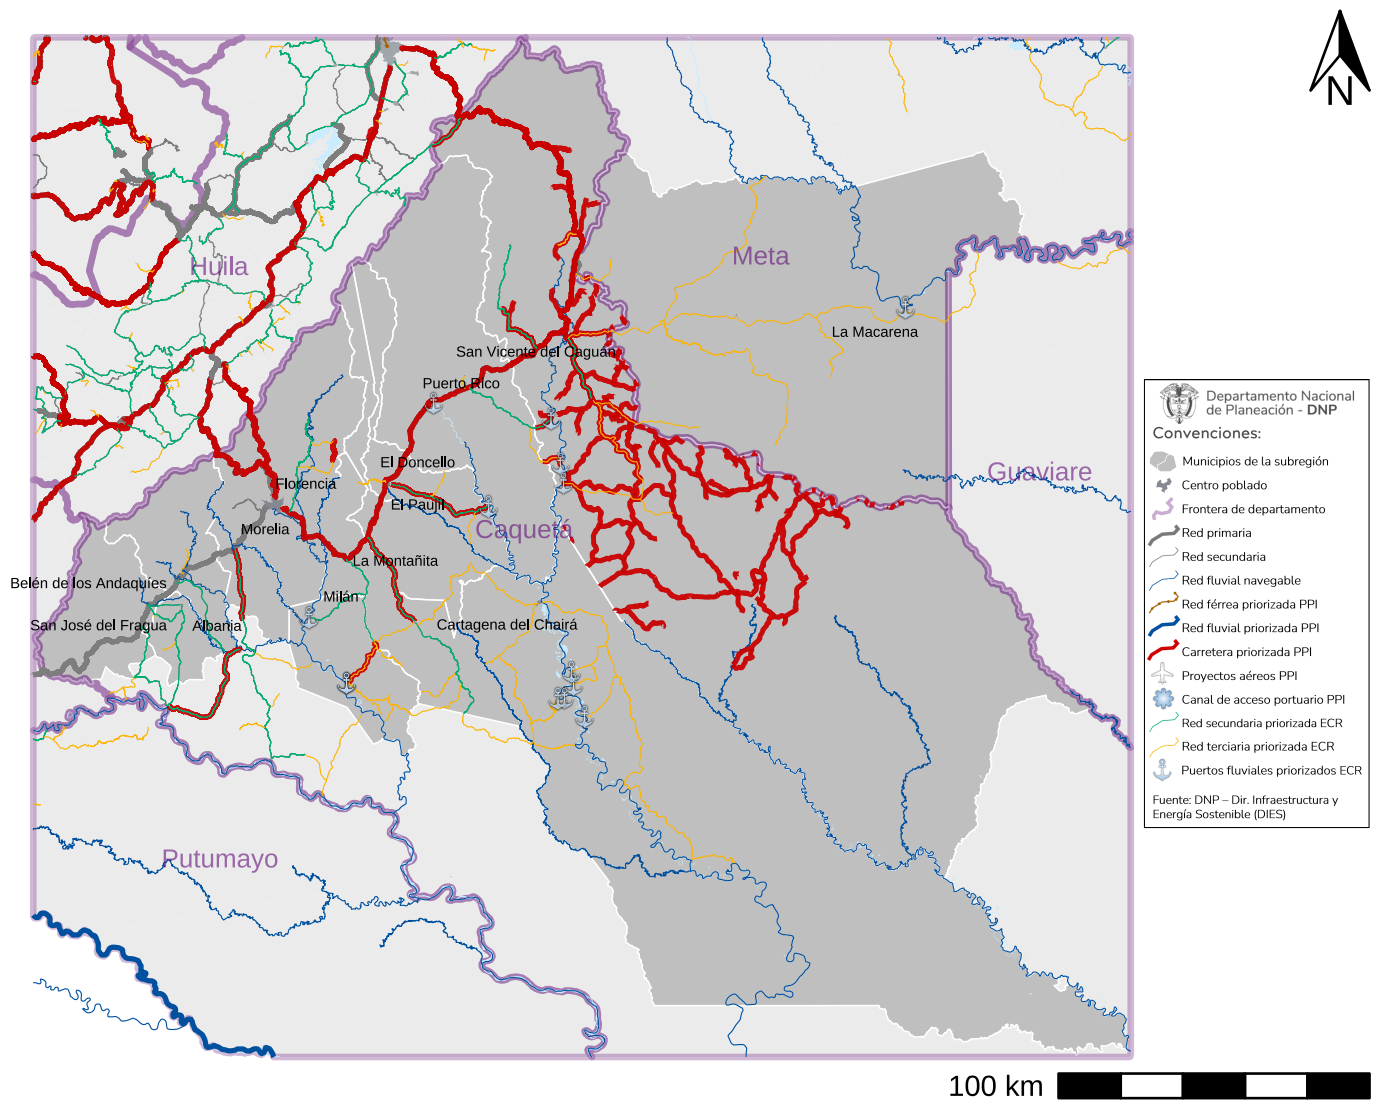 N
Huila
Meta
La Macarena
San Vicente del Caguán
Puerto Rico
El Doncello
Guaviare
Florencia
El Paujil
Caquetá
Morelia
La Montañita
Belén de los Andaquies
Milán
San José del Fragua
Albania
Cartagena del Chairá
Putumayo
Departamento Nacional
de Planeación - DNP
Convenciones:
Municipios de la subregión
Centro poblado
Frontera de departamento
Red primaria
Red secundaria
Red fluvial navegable
Red férrea priorizada PPI
Red fluvial priorizada PPI
Carretera priorizada PPI
Proyectos aéreos PPI
Canal de acceso portuario PPI
Red secundaria priorizada ECR
Red terciaria priorizada ECR
Puertos fluviales priorizados ECR
Fuente: DNP – Dir. Infraestructura y
Energía Sostenible (DIES)
100 km